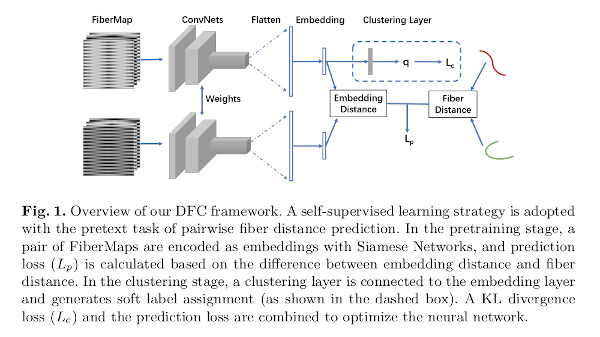 FiberMap ConvNets Flatten Embedding Clustering Layer
q L_c
Weights
Embedding Distance
Fiber Distance
L_p
Fig. 1. Overview of our DFC framework. A self-supervised learning strategy is adopted
with the pretext task of pairwise fiber distance prediction. In the pretraining stage, a
pair of FiberMaps are encoded as embeddings with Siamese Networks, and prediction
loss (L_p) is calculated based on the difference between embedding distance and fiber
distance. In the clustering stage, a clustering layer is connected to the embedding layer
and generates soft label assignment (as shown in the dashed box). A KL divergence
loss (L_c) and the prediction loss are combined to optimize the neural network.